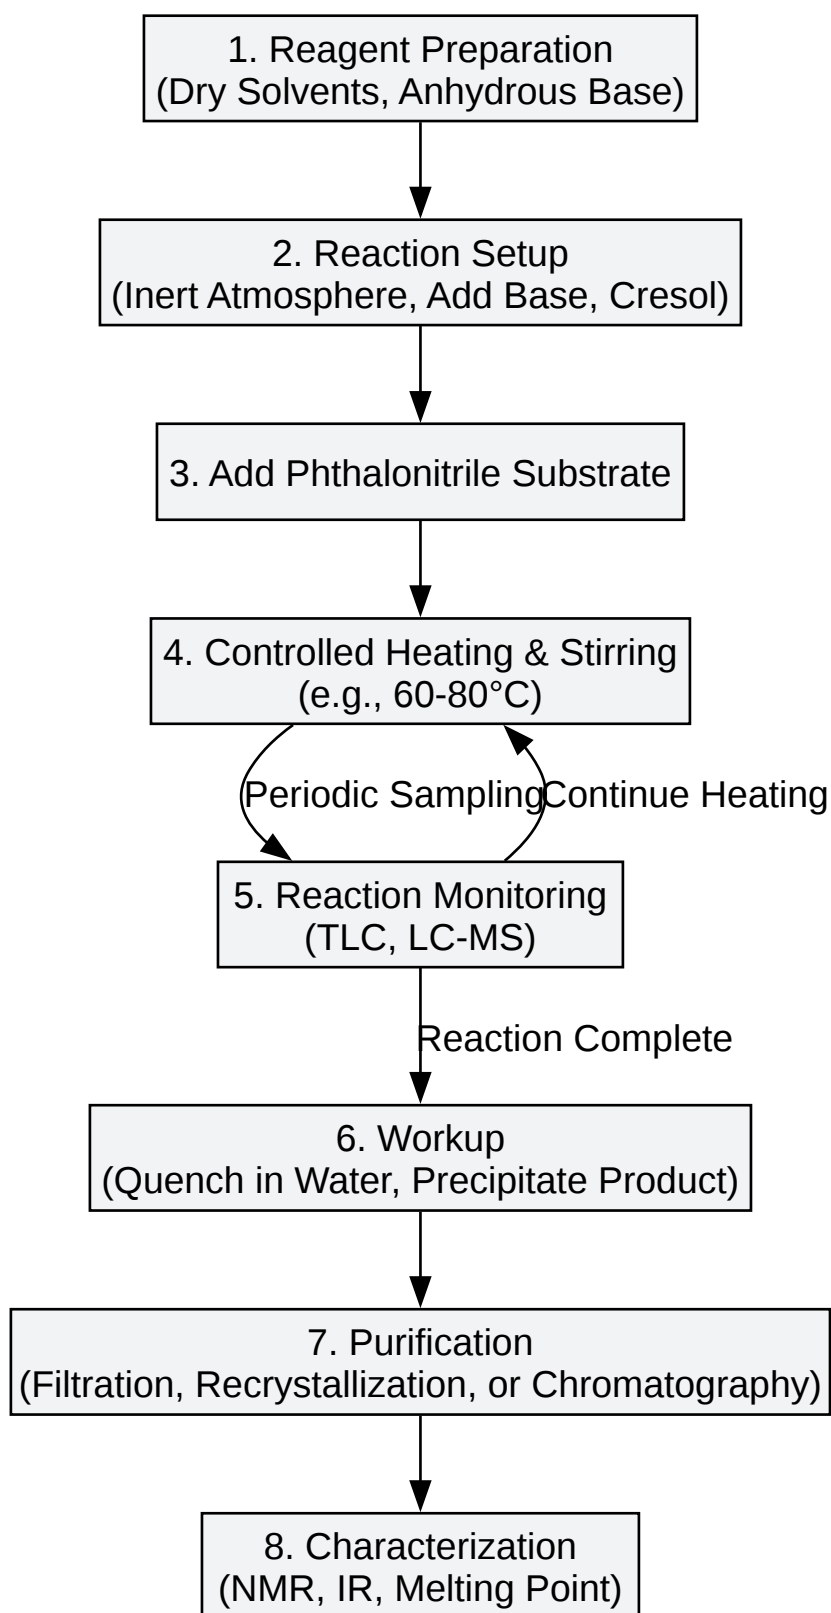 1. Reagent Preparation
(Dry Solvents, Anhydrous Base)
2. Reaction Setup
(Inert Atmosphere, Add Base, Cresol)
3. Add Phthalonitrile Substrate
4. Controlled Heating & Stirring
(e.g., 60-80°C)
Periodic Sampling
Continue Heating
5. Reaction Monitoring
(TLC, LC-MS)
Reaction Complete
6. Workup
(Quench in Water, Precipitate Product)
7. Purification
(Filtration, Recrystallization, or Chromatography)
8. Characterization
(NMR, IR, Melting Point)